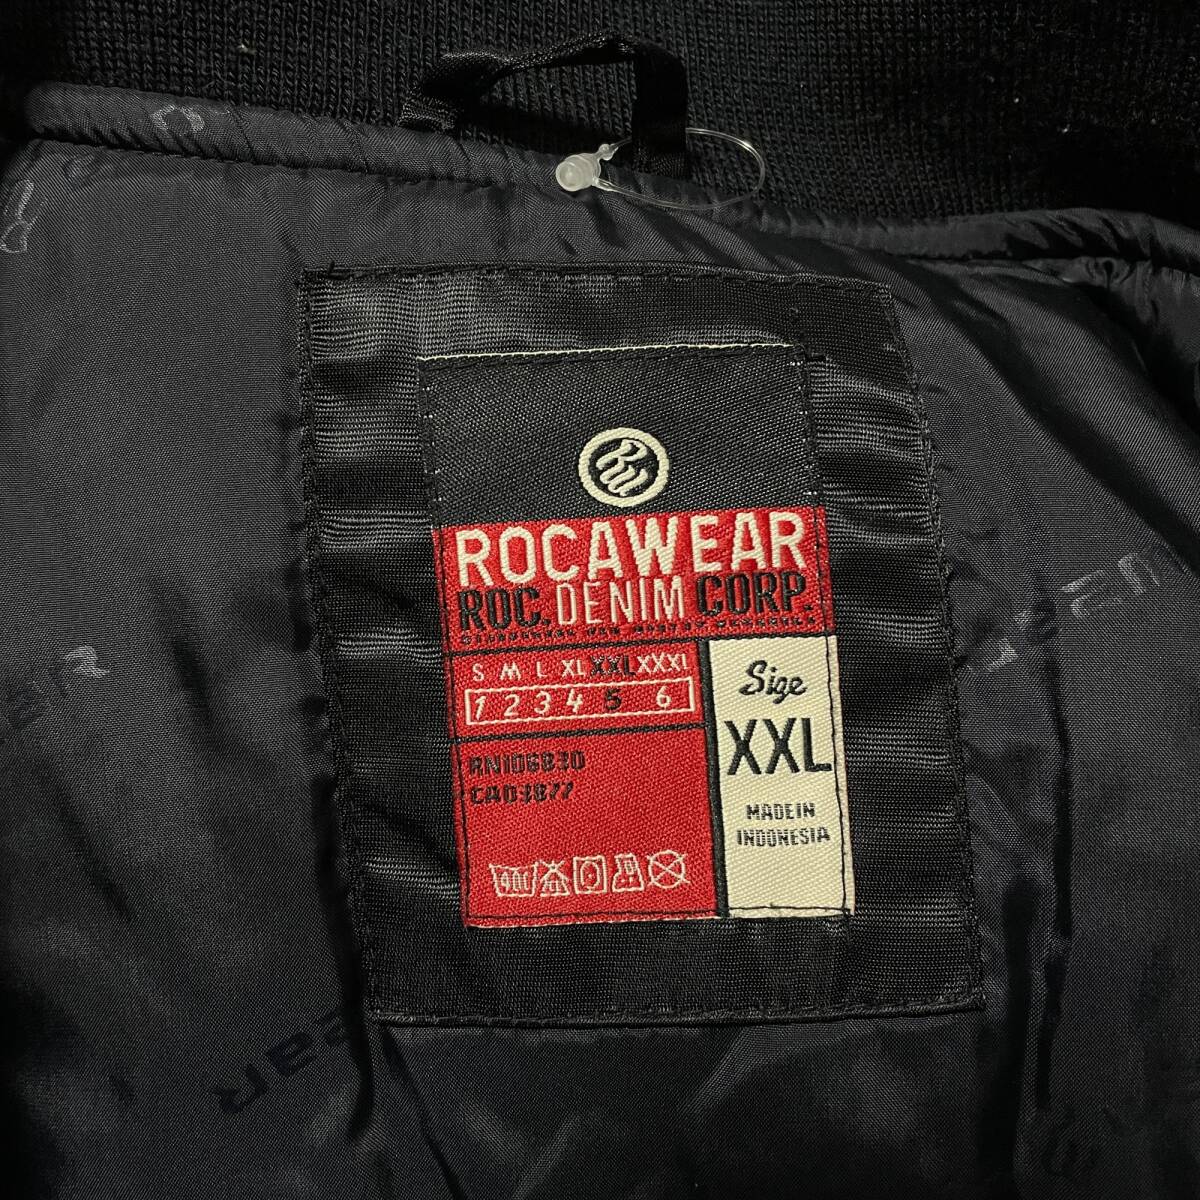 RW
ROCAWEAR
ROC. DENIM CORP.
S M L XL XXL XXXL
1 2 3 4 5 6
RN106830
CA03877
Size
XXL
MADE IN
INDONESIA